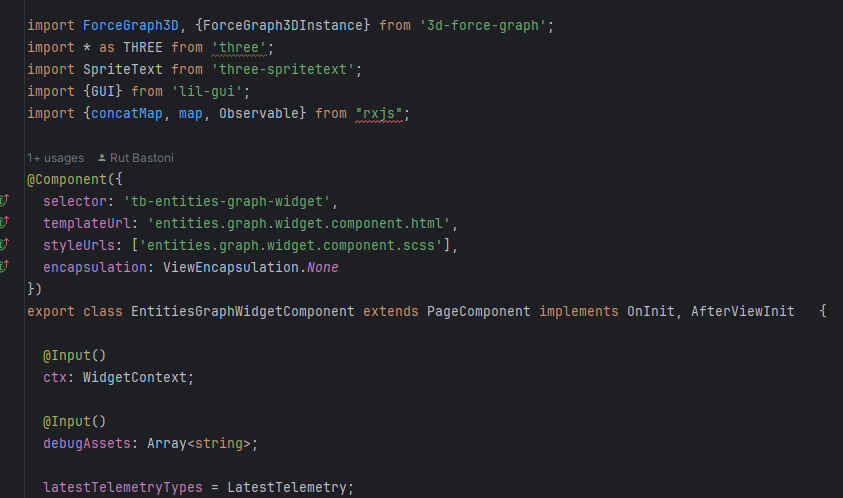 import ForceGraph3D, {ForceGraph3DInstance} from '3d-force-graph';
import * as THREE from 'three';
import SpriteText from 'three-spritetext';
import {GUI} from 'lil-gui';
import {concatMap, map, Observable} from "rxjs";
1+ usages Rut Bastoni
@Component({
  selector: 'tb-entities-graph-widget',
  templateUrl: 'entities.graph.widget.component.html',
  styleUrls: ['entities.graph.widget.component.scss'],
  encapsulation: ViewEncapsulation.None
})
export class EntitiesGraphWidgetComponent extends PageComponent implements OnInit, AfterViewInit   {
  @Input()
  ctx: WidgetContext;
  @Input()
  debugAssets: Array<string>;
  latestTelemetryTypes = LatestTelemetry;